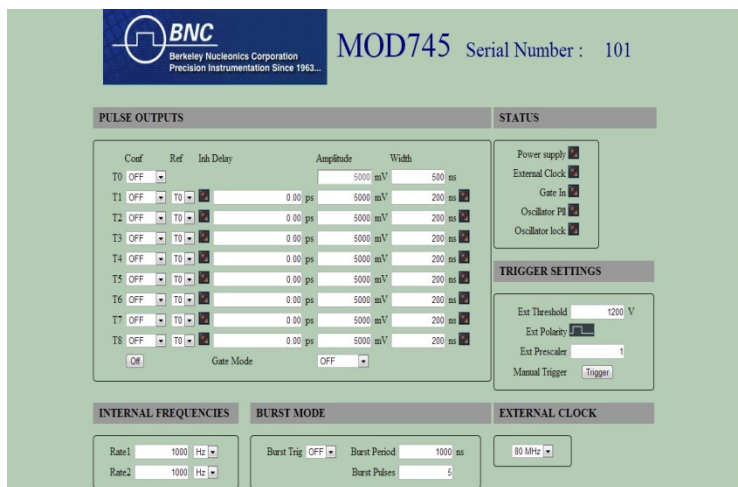 BNC
Berkeley Nucleonics Corporation
Precision Instrumentation Since 1963...
MOD745 Serial Number : 101
PULSE OUTPUTS
Conf Ref Inh Delay Amplitude Width
T0 OFF 5000 mV 500 ns
T1 OFF T0 0.00 ps 5000 mV 200 ns
T2 OFF T0 0.00 ps 5000 mV 200 ns
T3 OFF T0 0.00 ps 5000 mV 200 ns
T4 OFF T0 0.00 ps 5000 mV 200 ns
T5 OFF T0 0.00 ps 5000 mV 200 ns
T6 OFF T0 0.00 ps 5000 mV 200 ns
T7 OFF T0 0.00 ps 5000 mV 200 ns
T8 OFF T0 0.00 ps 5000 mV 200 ns
Off Gate Mode OFF
STATUS
Power supply
External Clock
Gate In
Oscillator Pll
Oscillator lock
TRIGGER SETTINGS
Ext Threshold 1200 V
Ext Polarity
Ext Prescaler 1
Manual Trigger Trigger
INTERNAL FREQUENCIES
Rate1 1000 Hz
Rate2 1000 Hz
BURST MODE
Burst Trig OFF Burst Period 1000 ns
Burst Pulses 5
EXTERNAL CLOCK
80 MHz